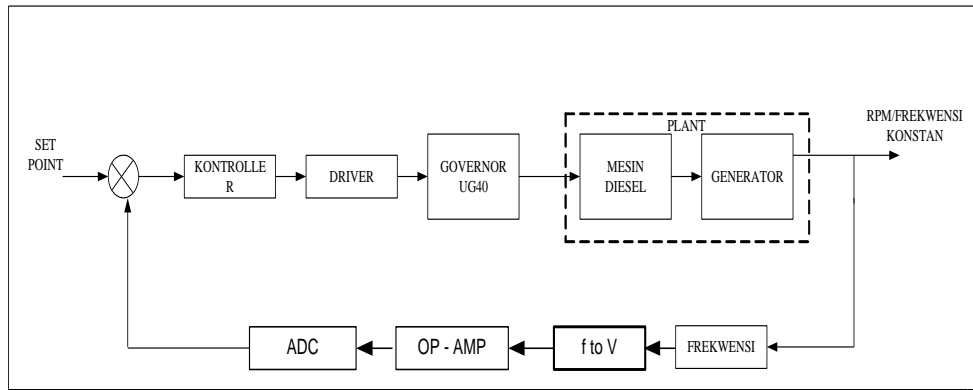 SET
POINT
KONTROLLE
R
DRIVER
GOVERNOR
UG40
PLANT
MESIN
DIESEL
GENERATOR
RPM/FREKWENSI
KONSTAN
ADC
OP - AMP
f to V
FREKWENSI